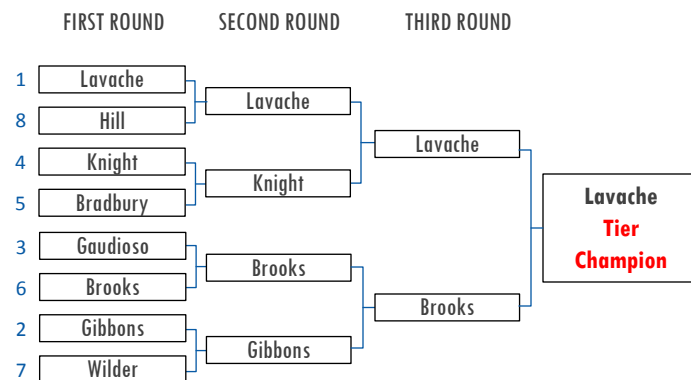 FIRST ROUND SECOND ROUND THIRD ROUND
1 Lavache
8 Hill
4 Knight
5 Bradbury
3 Gaudioso
6 Brooks
2 Gibbons
7 Wilder
Lavache
Knight
Brooks
Gibbons
Lavache
Brooks
Lavache
Tier
Champion